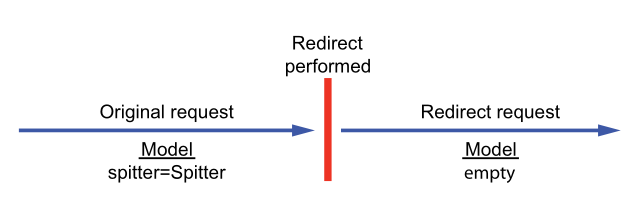 Redirect
performed
Original request
Redirect request
Model
spitter=Spitter
Model
empty